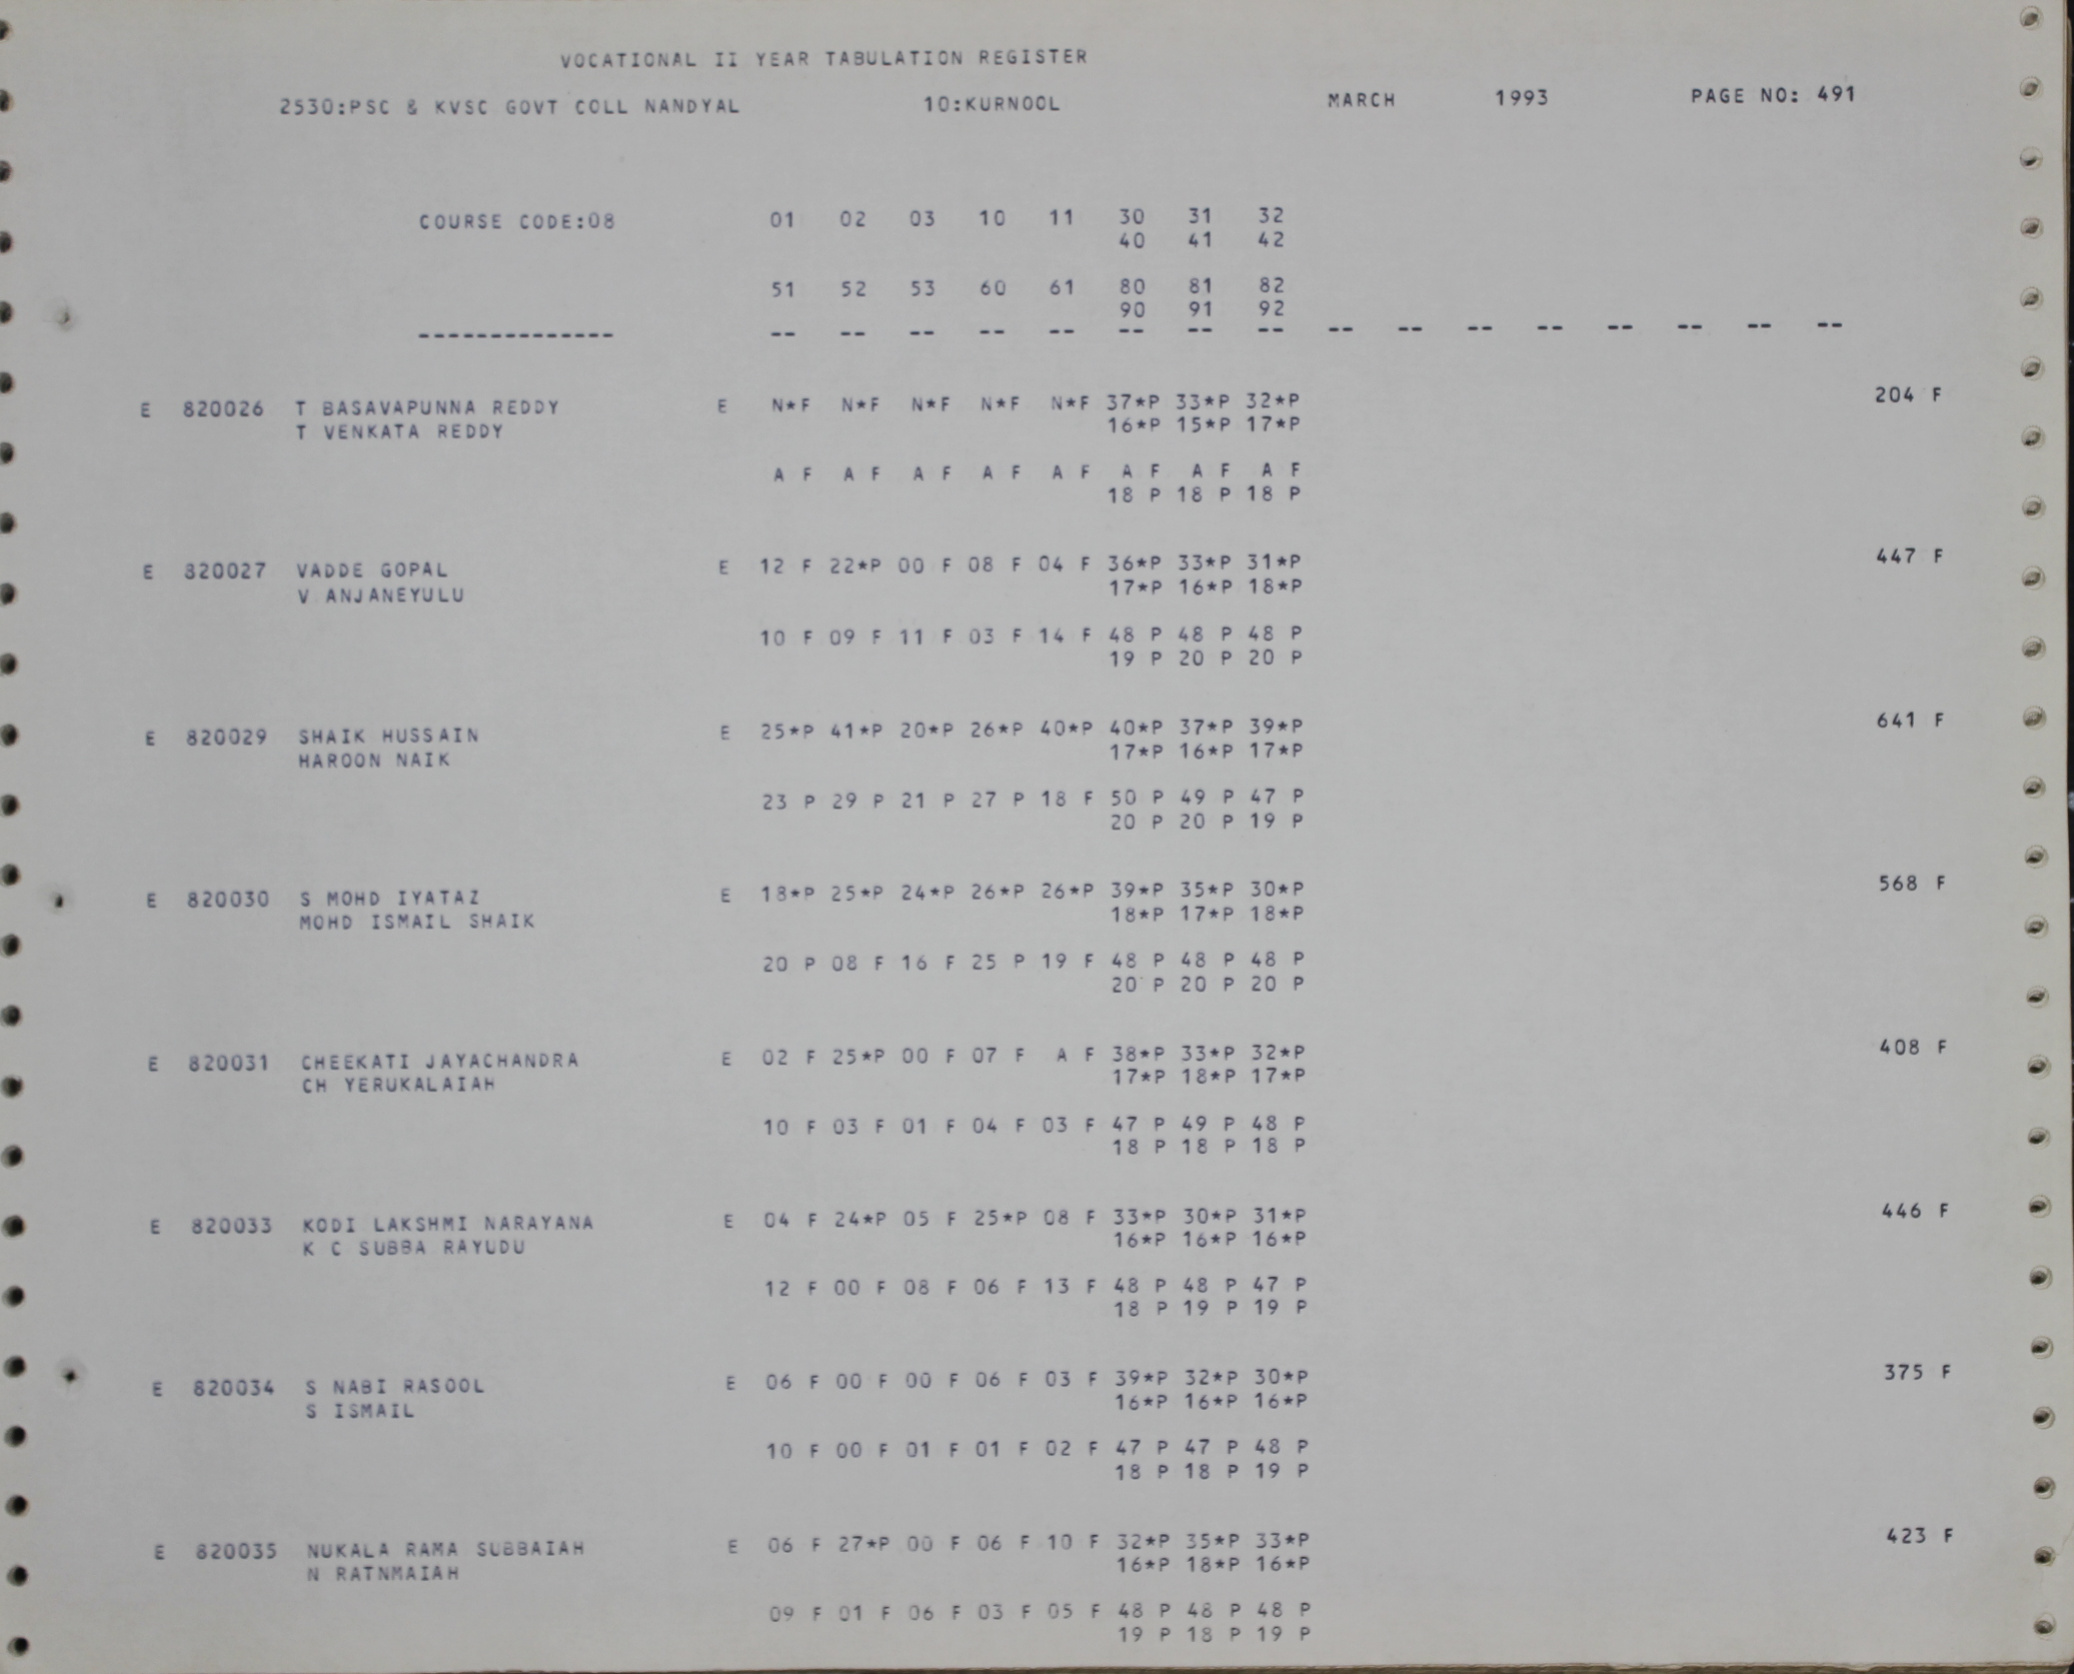 VOCATIONAL II YEAR TABULATION REGISTER
2530:PSC & KVSC GOVT COLL NANDYAL 10:KURNOOL MARCH 1993 PAGE NO: 491
COURSE CODE:08 01 02 03 10 11 30 31 32
40 41 42
51 52 53 60 61 80 81 82
90 91 92
-------------- -- -- -- -- -- -- -- -- -- -- -- -- -- -- -- --
E 820026 T BASAVAPUNNA REDDY E N*F N*F N*F N*F N*F 37*P 33*P 32*P 204 F
T VENKATA REDDY 16*P 15*P 17*P
A F A F A F A F A F A F A F A F
18 P 18 P 18 P
E 820027 VADDE GOPAL E 12 F 22*P 00 F 08 F 04 F 36*P 33*P 31*P 447 F
V ANJANEYULU 17*P 16*P 18*P
10 F 09 F 11 F 03 F 14 F 48 P 48 P 48 P
19 P 20 P 20 P
E 820029 SHAIK HUSSAIN E 25*P 41*P 20*P 26*P 40*P 40*P 37*P 39*P 641 F
HAROON NAIK 17*P 16*P 17*P
23 P 29 P 21 P 27 P 18 F 50 P 49 P 47 P
20 P 20 P 19 P
E 820030 S MOHD IYATAZ E 18*P 25*P 24*P 26*P 26*P 39*P 35*P 30*P 568 F
MOHD ISMAIL SHAIK 18*P 17*P 18*P
20 P 08 F 16 F 25 P 19 F 48 P 48 P 48 P
20 P 20 P 20 P
E 820031 CHEEKATI JAYACHANDRA E 02 F 25*P 00 F 07 F A F 38*P 33*P 32*P 408 F
CH YERUKALAIAH 17*P 18*P 17*P
10 F 03 F 01 F 04 F 03 F 47 P 49 P 48 P
18 P 18 P 18 P
E 820033 KODI LAKSHMI NARAYANA E 04 F 24*P 05 F 25*P 08 F 33*P 30*P 31*P 446 F
K C SUBBA RAYUDU 16*P 16*P 16*P
12 F 00 F 08 F 06 F 13 F 48 P 48 P 47 P
18 P 19 P 19 P
E 820034 S NABI RASOOL E 06 F 00 F 00 F 06 F 03 F 39*P 32*P 30*P 375 F
S ISMAIL 16*P 16*P 16*P
10 F 00 F 01 F 01 F 02 F 47 P 47 P 48 P
18 P 18 P 19 P
E 820035 NUKALA RAMA SUBBAIAH E 06 F 27*P 00 F 06 F 10 F 32*P 35*P 33*P 423 F
N RATNMAIAH 16*P 18*P 16*P
09 F 01 F 06 F 03 F 05 F 48 P 48 P 48 P
19 P 18 P 19 P